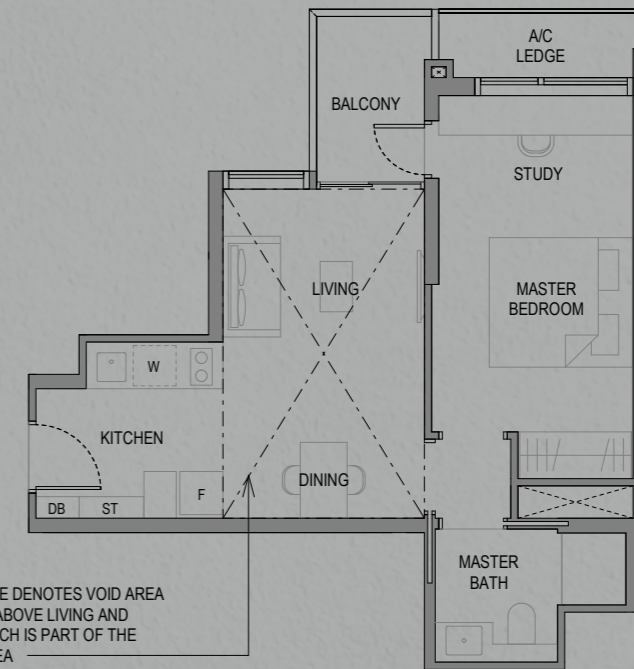 A/C
LEDGE
BALCONY
STUDY
LIVING
MASTER
BEDROOM
W
KITCHEN
DINING
F
DB
ST
MASTER
BATH
E DENOTES VOID AREA
ABOVE LIVING AND
CH IS PART OF THE
EA